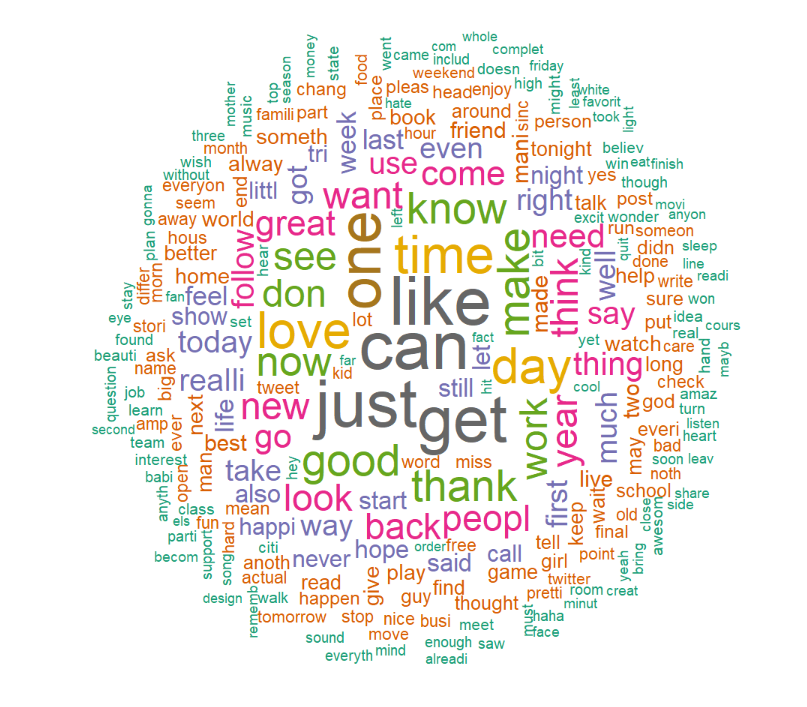 whole
com
complet
came
includ
went
doesn
friday
state
money
season
top
chang
food
place
pleas
weekend
high
might
least
white
favorit
took
light
mother
music
famili
part
hate
head
enjoy
book
around
sinc
person
three
month
someth
tri
week
last
hour
even
friend
mani
tonight
believ
wish
without
alway
use
come
win
eat
finish
everyon
littl
got
want
night
yes
though
seem
end
right
talk
post
movi
gonna
plan
away
world
great
left
know
excit
wonder
anyon
hous
follow
hear
see
one
time
make
bit
kind
need
quit
run
someon
sleep
better
didn
done
line
readi
differ
morn
home
don
like
think
well
help
write
stay
fan
feel
set
lot
made
say
sure
won
eye
stori
show
love
can
fact
put
idea
cours
found
today
yet
watch
real
beauti
ask
now
far
let
day
thing
care
hand
mayb
name
kid
long
question
big
realli
tweet
still
hit
cool
check
job
amp
next
life
new
just
get
work
year
much
two
god
amaz
turn
learn
second
ever
best
go
good
everi
listen
team
man
word
miss
may
bad
heart
interest
open
take
hey
thank
live
soon
leav
babi
noth
anyth
also
look
start
first
wait
school
share
class
mean
keep
old
close
side
els
fun
happi
way
back
peopl
final
awesom
parti
hard
song
support
citi
hope
order
free
said
call
tell
point
yeah
bring
becom
anoth
never
girl
actual
read
give
play
find
game
twitter
room
creat
design
rememb
walk
happen
guy
thought
pretti
minut
tomorrow
stop
nice
busi
meet
must
haha
face
sound
move
enough
saw
everyth
mind
alreadi